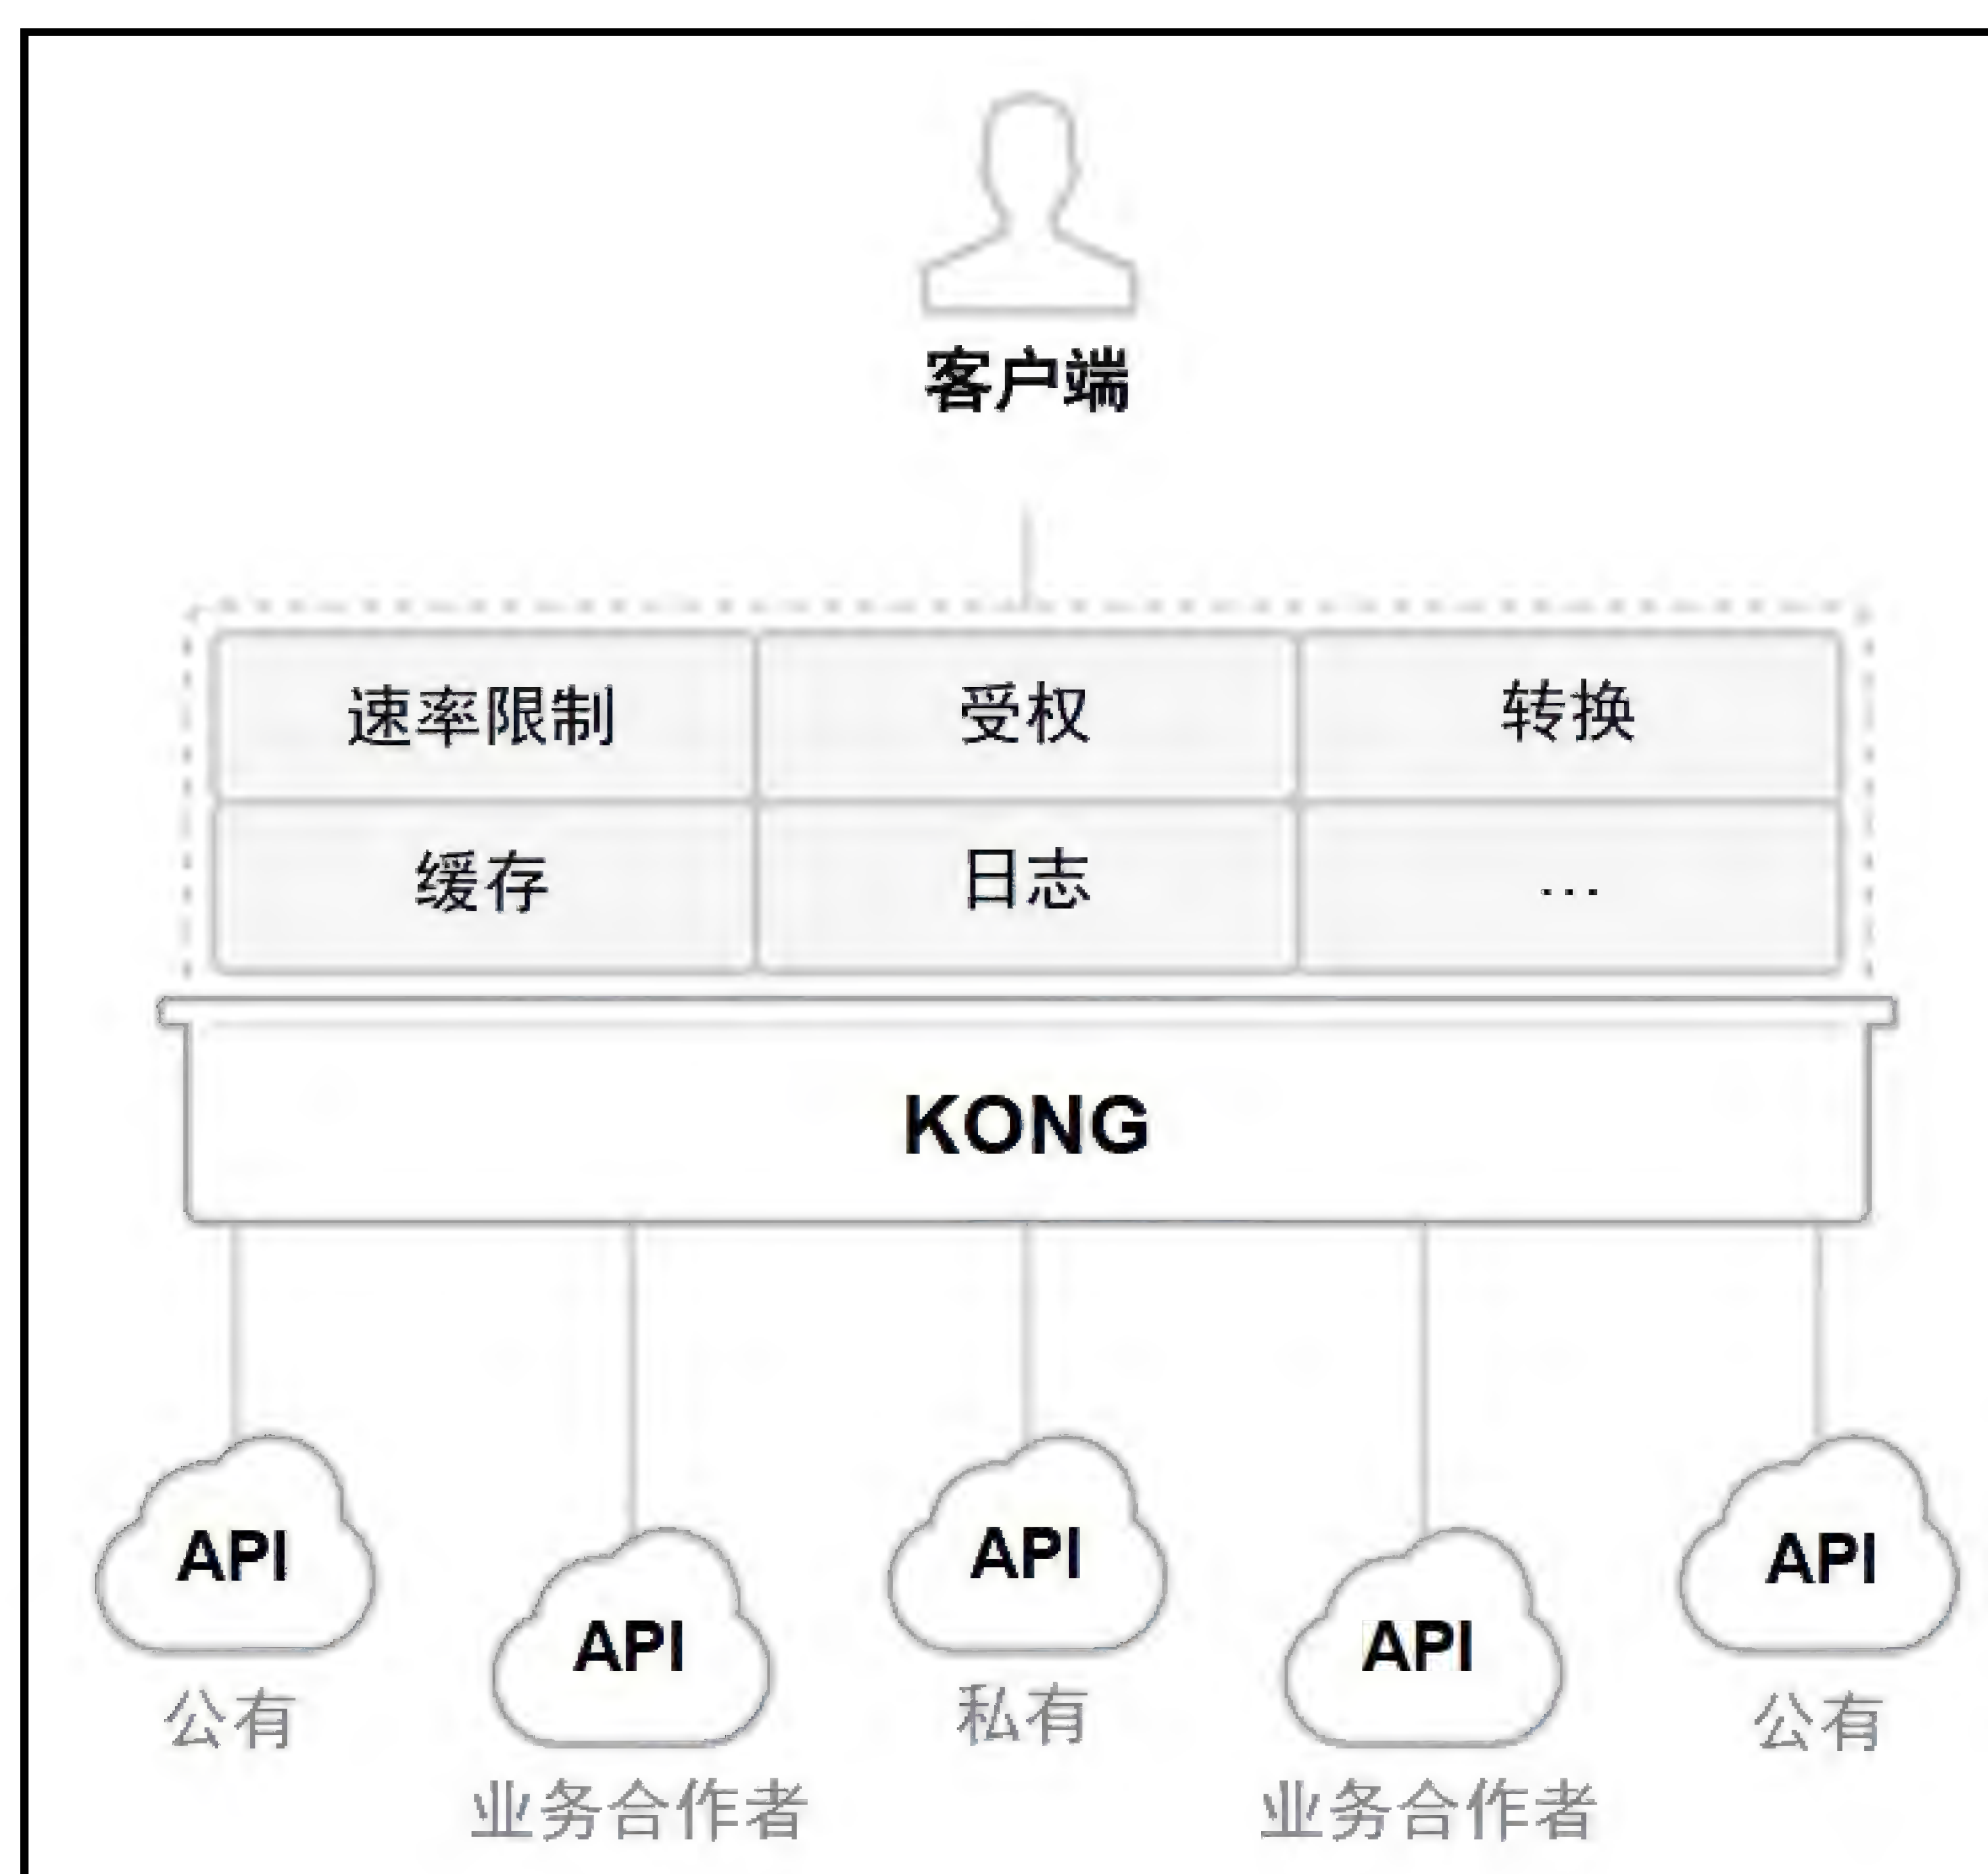 客户端
速率限制 受权 转换
缓存 日志 ...
KONG
API API API API API
公有 私有 公有
业务合作者 业务合作者